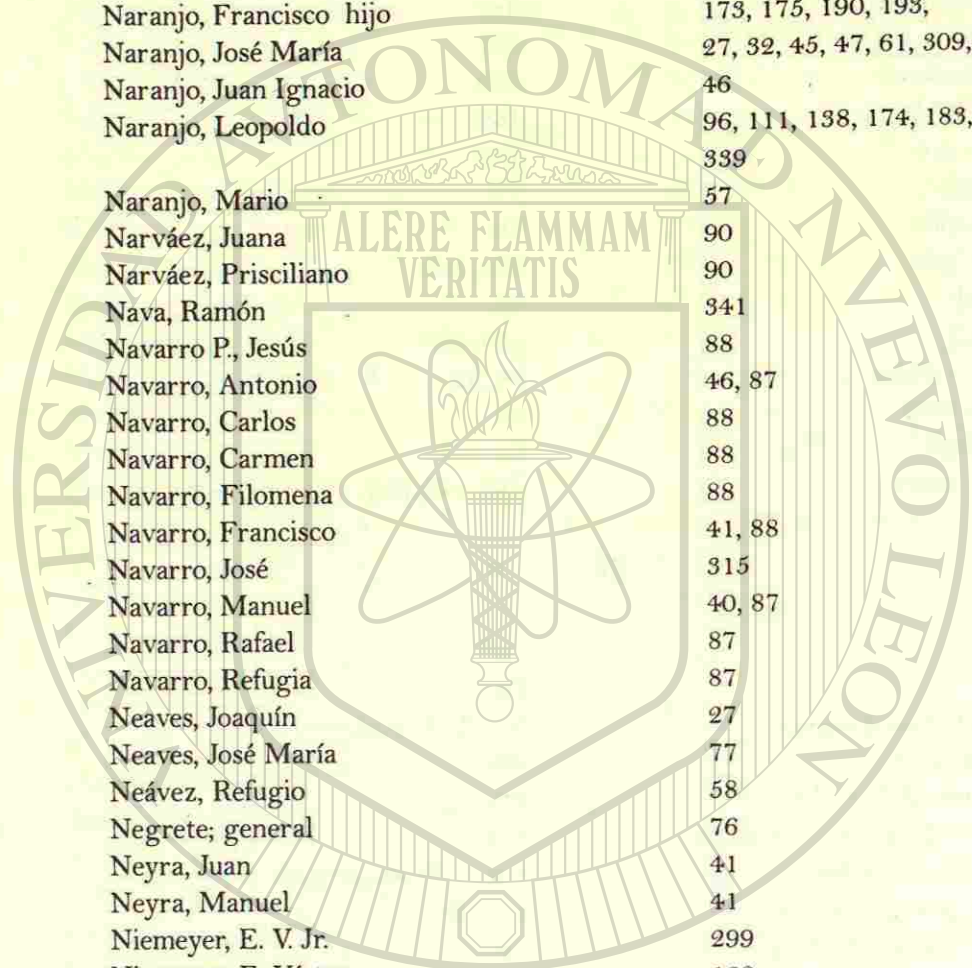 Naranjo, Francisco hijo 173, 175, 190, 193,
Naranjo, José María 27, 32, 45, 47, 61, 309,
Naranjo, Juan Ignacio 46
Naranjo, Leopoldo 96, 111, 138, 174, 183,
339
Naranjo, Mario 57
Narváez, Juana 90
Narváez, Prisciliano 90
Nava, Ramón 341
Navarro P., Jesús 88
Navarro, Antonio 46, 87
Navarro, Carlos 88
Navarro, Carmen 88
Navarro, Filomena 88
Navarro, Francisco 41, 88
Navarro, José 315
Navarro, Manuel 40, 87
Navarro, Rafael 87
Navarro, Refugia 87
Neaves, Joaquín 27
Neaves, José María 77
Neávez, Refugio 58
Negrete; general 76
Neyra, Juan 41
Neyra, Manuel 41
Niemeyer, E. V. Jr. 299
UNIVERSIDAD AVTONOMA D NVEVO LEON
ALERE FLAMMAM
VERITATIS